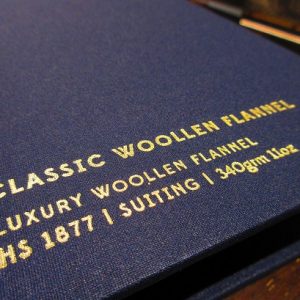 CLASSIC WOOLLEN FLANNEL
LUXURY WOOLLEN FLANNEL
HS 1877 | SUITING | 340grm 11oz